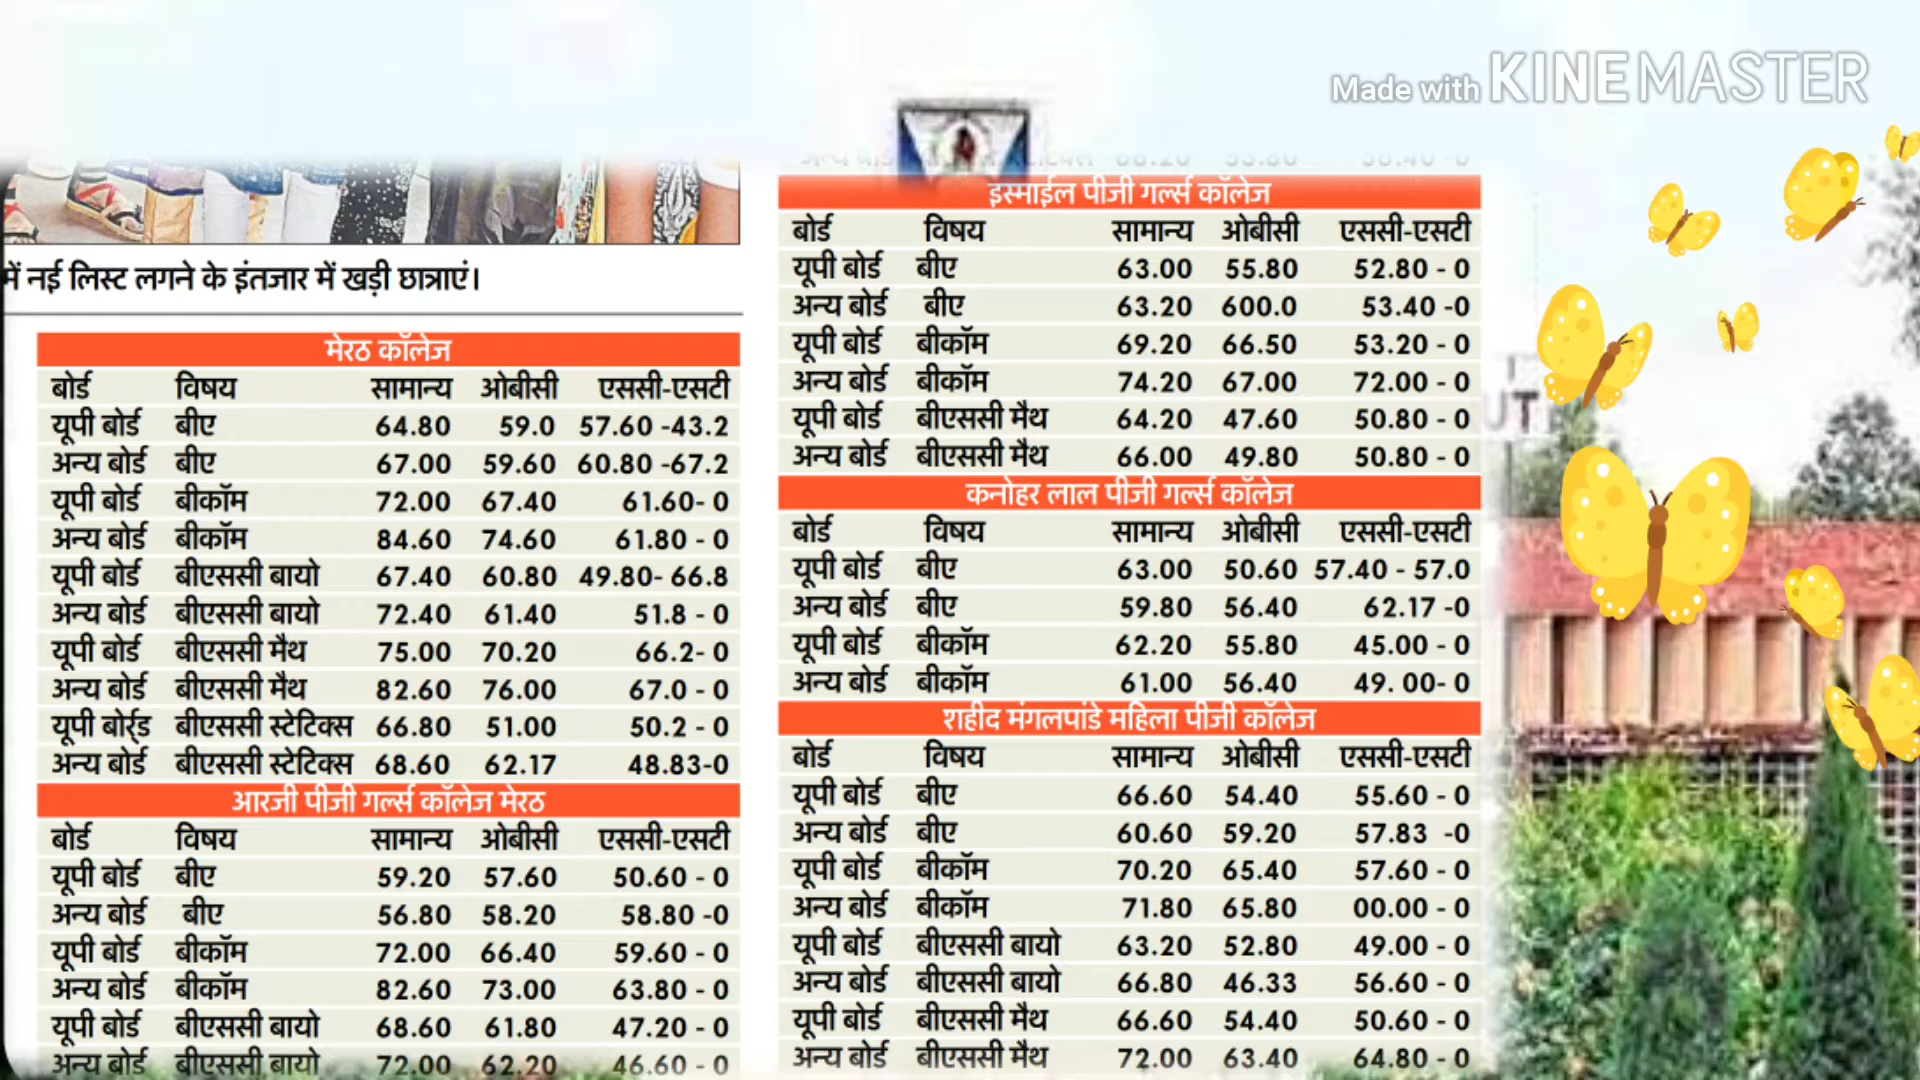 Made with KINEMASTER
में नई लिस्ट लगने के इंतजार में खड़ी छात्राएं।
मेरठ कॉलेज
बोर्ड विषय सामान्य ओबीसी एससी-एसटी
यूपी बोर्ड बीए 64.80 59.0 57.60 -43.2
अन्य बोर्ड बीए 67.00 59.60 60.80 -67.2
यूपी बोर्ड बीकॉम 72.00 67.40 61.60- 0
अन्य बोर्ड बीकॉम 84.60 74.60 61.80 - 0
यूपी बोर्ड बीएससी बायो 67.40 60.80 49.80- 66.8
अन्य बोर्ड बीएससी बायो 72.40 61.40 51.8 - 0
यूपी बोर्ड बीएससी मैथ 75.00 70.20 66.2- 0
अन्य बोर्ड बीएससी मैथ 82.60 76.00 67.0 - 0
यूपी बोर्र्ड बीएससी स्टेटिक्स 66.80 51.00 50.2 - 0
अन्य बोर्ड बीएससी स्टेटिक्स 68.60 62.17 48.83-0
आरजी पीजी गर्ल्स कॉलेज मेरठ
बोर्ड विषय सामान्य ओबीसी एससी-एसटी
यूपी बोर्ड बीए 59.20 57.60 50.60 - 0
अन्य बोर्ड बीए 56.80 58.20 58.80 -0
यूपी बोर्ड बीकॉम 72.00 66.40 59.60 - 0
अन्य बोर्ड बीकॉम 82.60 73.00 63.80 - 0
यूपी बोर्ड बीएससी बायो 68.60 61.80 47.20 - 0
अन्य बोर्ड बीएससी बायो 72.00 62.20 46.60 - 0
इस्माईल पीजी गर्ल्स कॉलेज
बोर्ड विषय सामान्य ओबीसी एससी-एसटी
यूपी बोर्ड बीए 63.00 55.80 52.80 - 0
अन्य बोर्ड बीए 63.20 600.0 53.40 -0
यूपी बोर्ड बीकॉम 69.20 66.50 53.20 - 0
अन्य बोर्ड बीकॉम 74.20 67.00 72.00 - 0
यूपी बोर्ड बीएससी मैथ 64.20 47.60 50.80 - 0
अन्य बोर्ड बीएससी मैथ 66.00 49.80 50.80 - 0
कनोहर लाल पीजी गर्ल्स कॉलेज
बोर्ड विषय सामान्य ओबीसी एससी-एसटी
यूपी बोर्ड बीए 63.00 50.60 57.40 - 57.0
अन्य बोर्ड बीए 59.80 56.40 62.17 -0
यूपी बोर्ड बीकॉम 62.20 55.80 45.00 - 0
अन्य बोर्ड बीकॉम 61.00 56.40 49. 00- 0
शहीद मंगलपांडे महिला पीजी कॉलेज
बोर्ड विषय सामान्य ओबीसी एससी-एसटी
यूपी बोर्ड बीए 66.60 54.40 55.60 - 0
अन्य बोर्ड बीए 60.60 59.20 57.83 -0
यूपी बोर्ड बीकॉम 70.20 65.40 57.60 - 0
अन्य बोर्ड बीकॉम 71.80 65.80 00.00 - 0
यूपी बोर्ड बीएससी बायो 63.20 52.80 49.00 - 0
अन्य बोर्ड बीएससी बायो 66.80 46.33 56.60 - 0
यूपी बोर्ड बीएससी मैथ 66.60 54.40 50.60 - 0
अन्य बोर्ड बीएससी मैथ 72.00 63.40 64.80 - 0